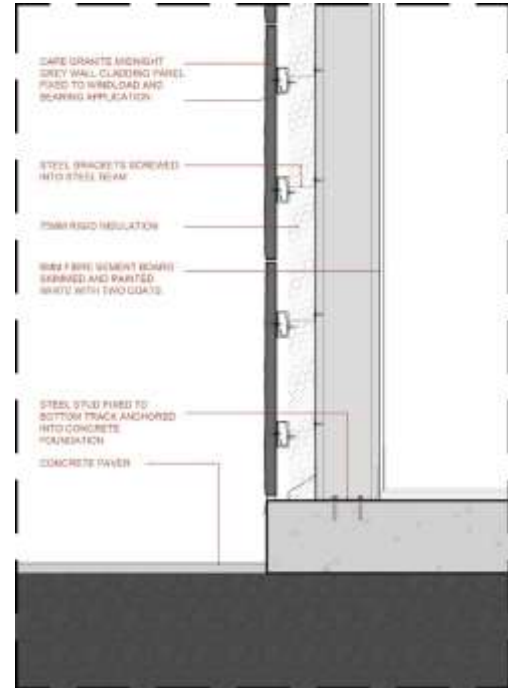 CAPE GRANITE MIDNIGHT
GREY WALL CLADDING PANEL
FIXED TO WINDLOAD AND
BEARING APPLICATION
STEEL BRACKETS SCREWED
INTO STEEL BEAM
75MM RIGID INSULATION
FIBRE CEMENT BOARD
SKIMMED AND PAINTED
WHITE WITH TWO COATS
STEEL STUD FIXED TO
BOTTOM TRACK ANCHORED
INTO CONCRETE
FOUNDATION
CONCRETE PAVER